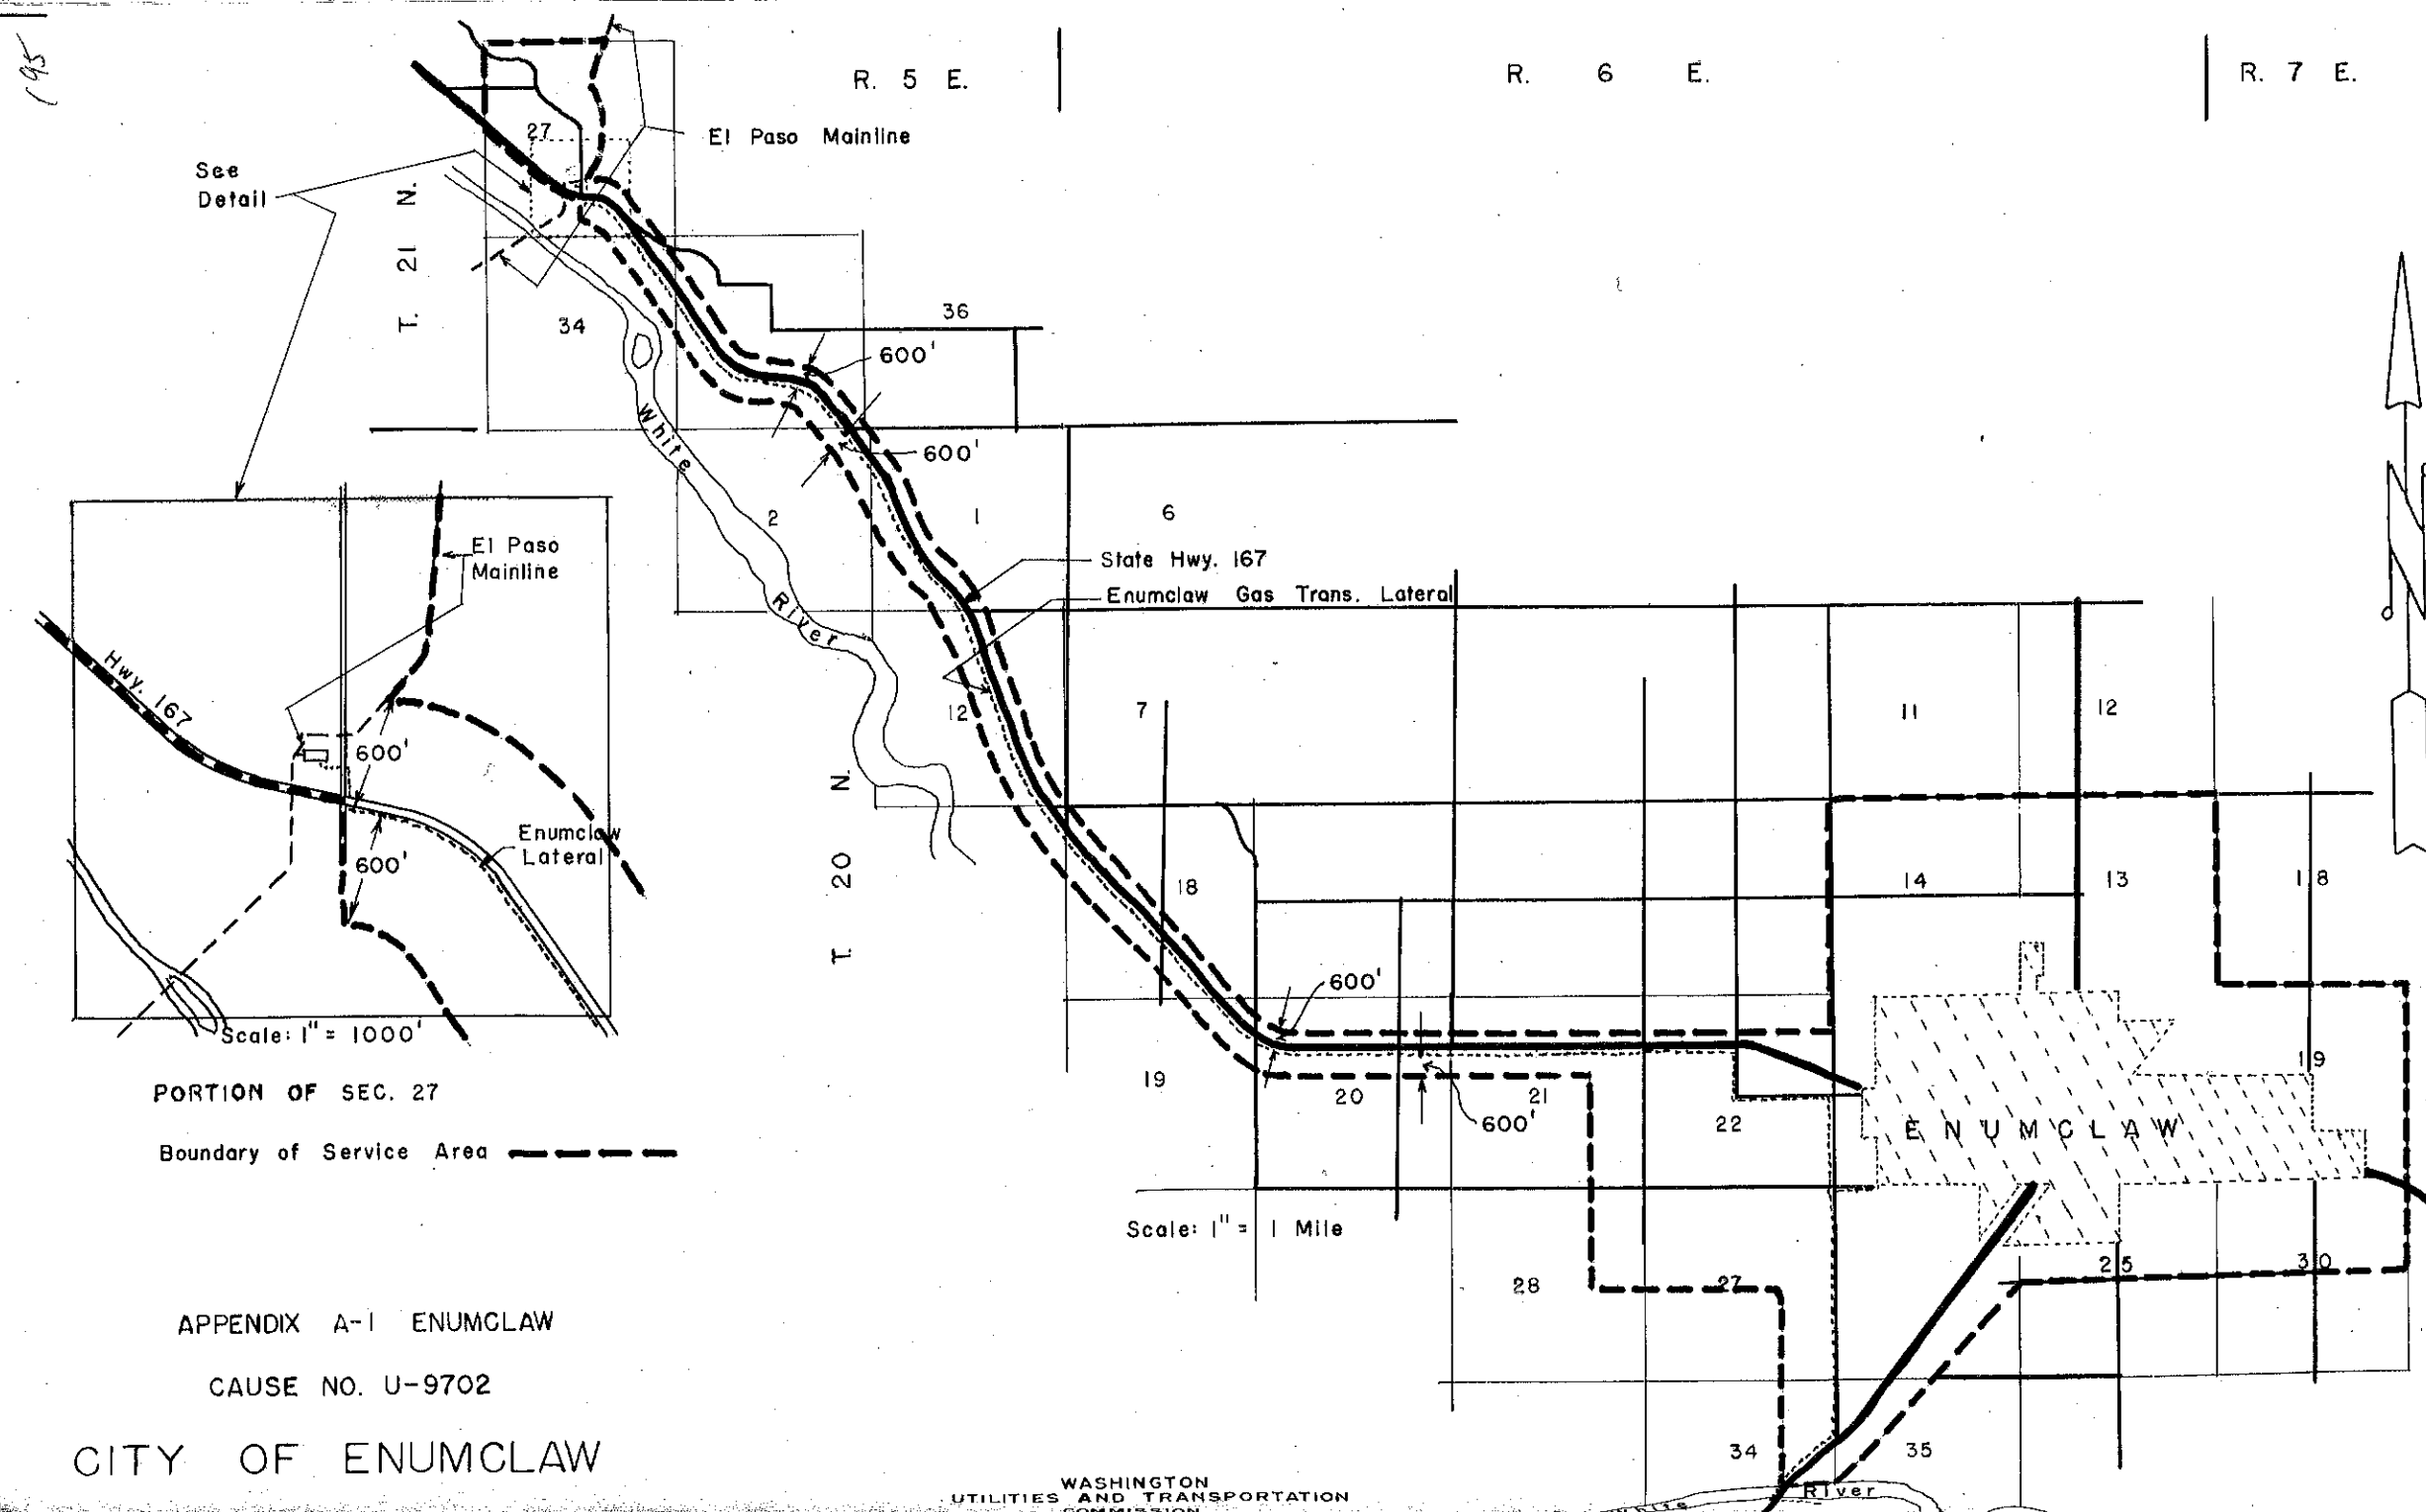 195
R. 5 E.
R. 6 E.
R. 7 E.
El Paso Mainline
27
See
Detail
T. 21 N.
34
36
600'
White River
600'
2
1
6
State Hwy. 167
Enumclaw Gas Trans. Lateral
El Paso
Mainline
Hwy. 167
600'
Enumclaw
Lateral
600'
Scale: 1" = 1000'
12
7
11
12
T. 20 N.
18
14
13
18
600'
19
20
21
22
600'
19
ENUMCLAW
PORTION OF SEC. 27
Boundary of Service Area
Scale: 1" = 1 Mile
28
27
25
30
APPENDIX A-1 ENUMCLAW
CAUSE NO. U-9702
34
35
CITY OF ENUMCLAW
WASHINGTON
UTILITIES AND TRANSPORTATION
COMMISSION
White River
N